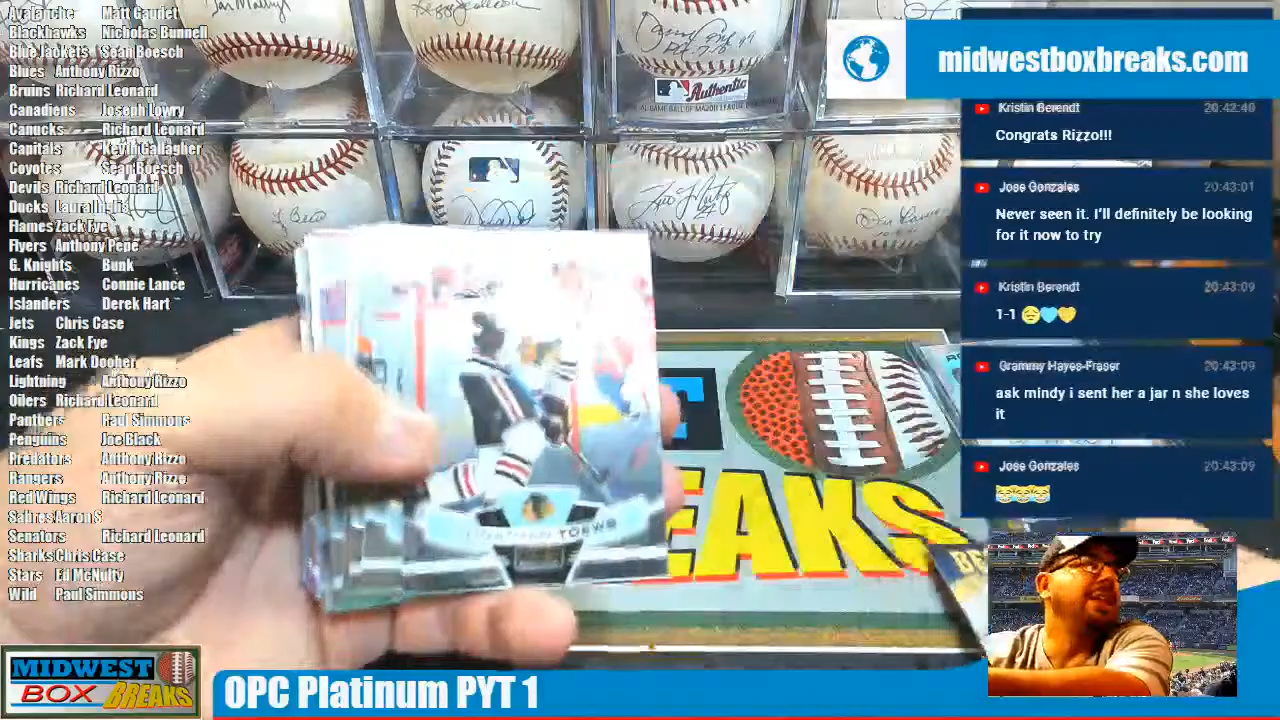 Avalanche Matt Gaudet
Blackhawks Nicholas Bunnell
Blue Jackets Sean Boesch
Blues Anthony Rizzo
Bruins Richard Leonard
Canadiens Joseph Lowry
Canucks Richard Leonard
Capitals Kevin Gallagher
Coyotes Sean Boesch
Devils Richard Leonard
Ducks
Flames Zack Fye
Flyers Anthony Pene
G. Knights Bunk
Hurricanes Connie Lance
Islanders Derek Hart
Jets Chris Case
Kings Zack Fye
Leafs Mark Dooher
Lightning Anthony Rizzo
Oilers Richard Leonard
Panthers Paul Simmons
Penguins Joe Black
Predators Anthony Rizzo
Rangers Anthony Rizzo
Red Wings Richard Leonard
Sabres Aaron S
Senators Richard Leonard
Sharks Chris Case
Stars Ed McNulty
Wild Paul Simmons
Authentic
TOEWS
EAKS
midwestboxbreaks.com
Kristin Berendt 20:42:40
Congrats Rizzo!!!
Jose Gonzales 20:43:01
Never seen it. I'll definitely be looking
for it now to try
Kristin Berendt 20:43:09
1-1 😔🩵💛
Grammy Hayes-Fraser 20:43:09
ask mindy i sent her a jar n she loves
it
Jose Gonzales 20:43:09
😂😂😂
MIDWEST
BOX BREAKS
OPC Platinum PYT 1